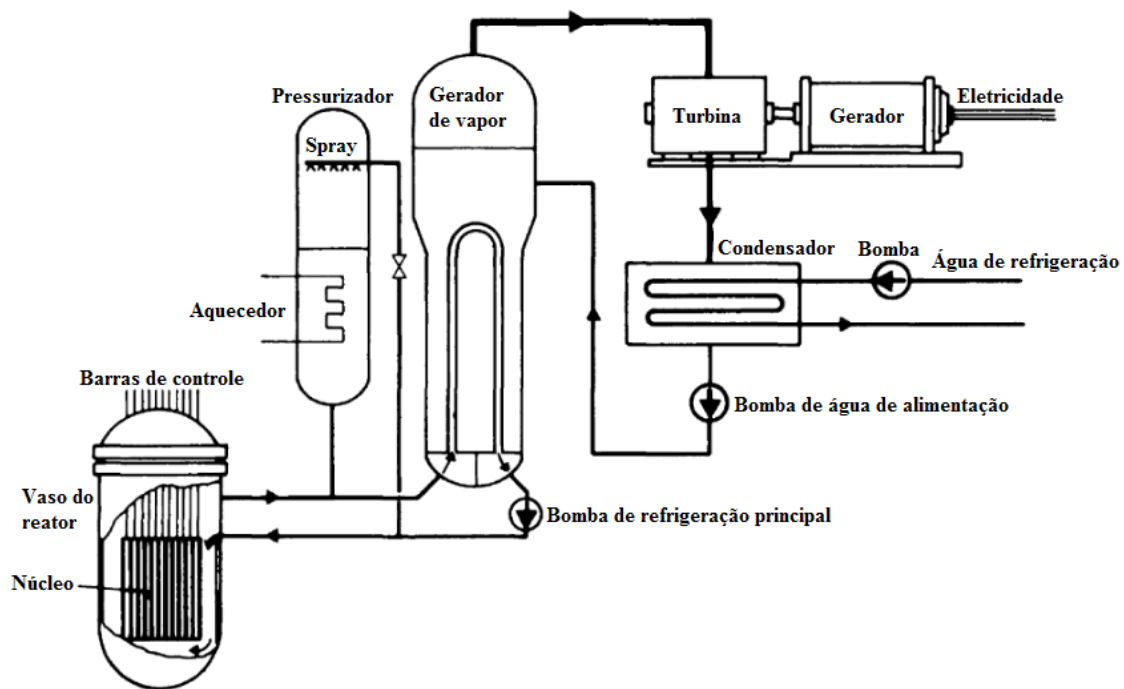 Pressurizador
Spray
Gerador
de vapor
Turbina
Gerador
Eletricidade
Condensador
Bomba
Água de refrigeração
Aquecedor
Barras de controle
Bomba de água de alimentação
Vaso do
reator
Bomba de refrigeração principal
Núcleo